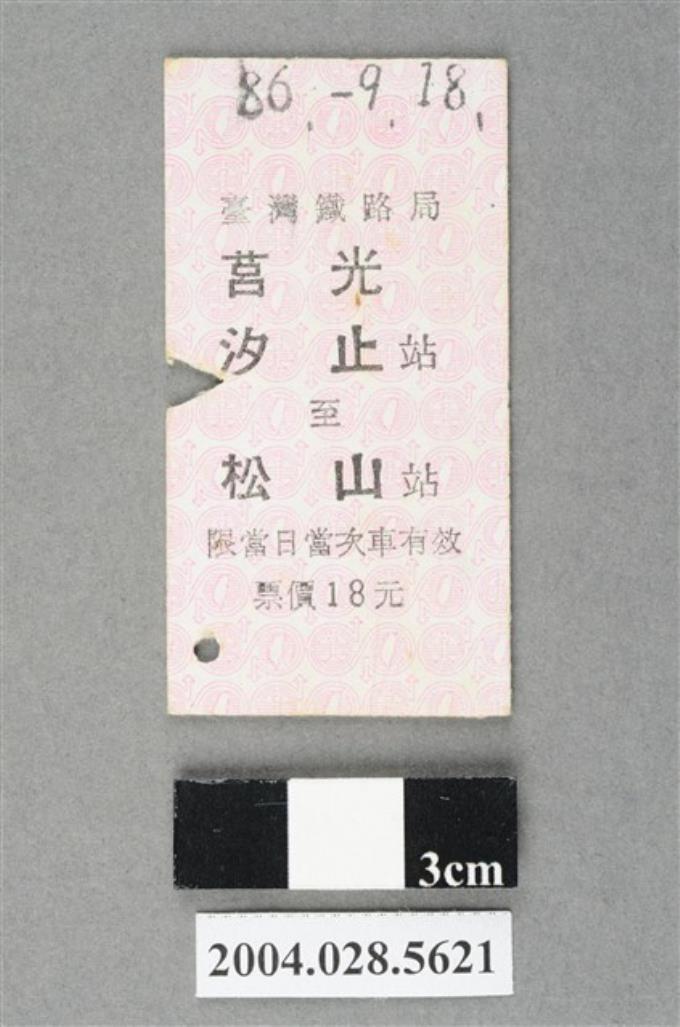 86.-9.18.
臺灣鐵路局
莒光
汐止站
至
松山站
限當日當次車有效
票價18元
3cm
2004.028.5621